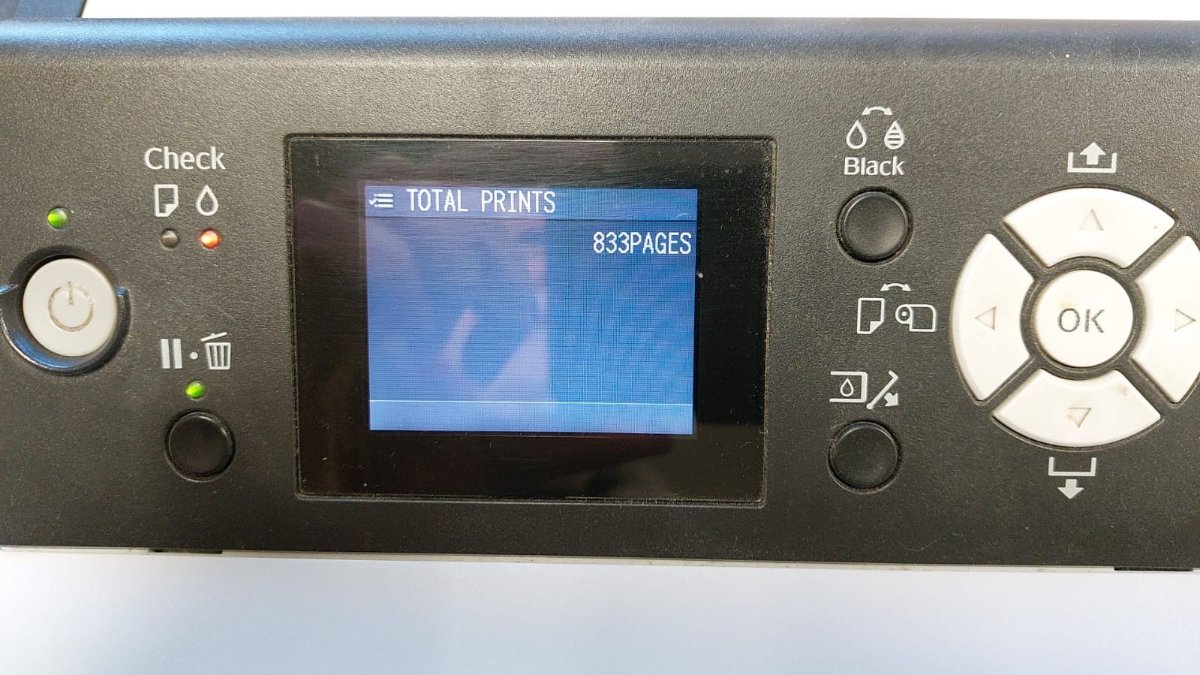 Check
TOTAL PRINTS
833PAGES
Black
OK